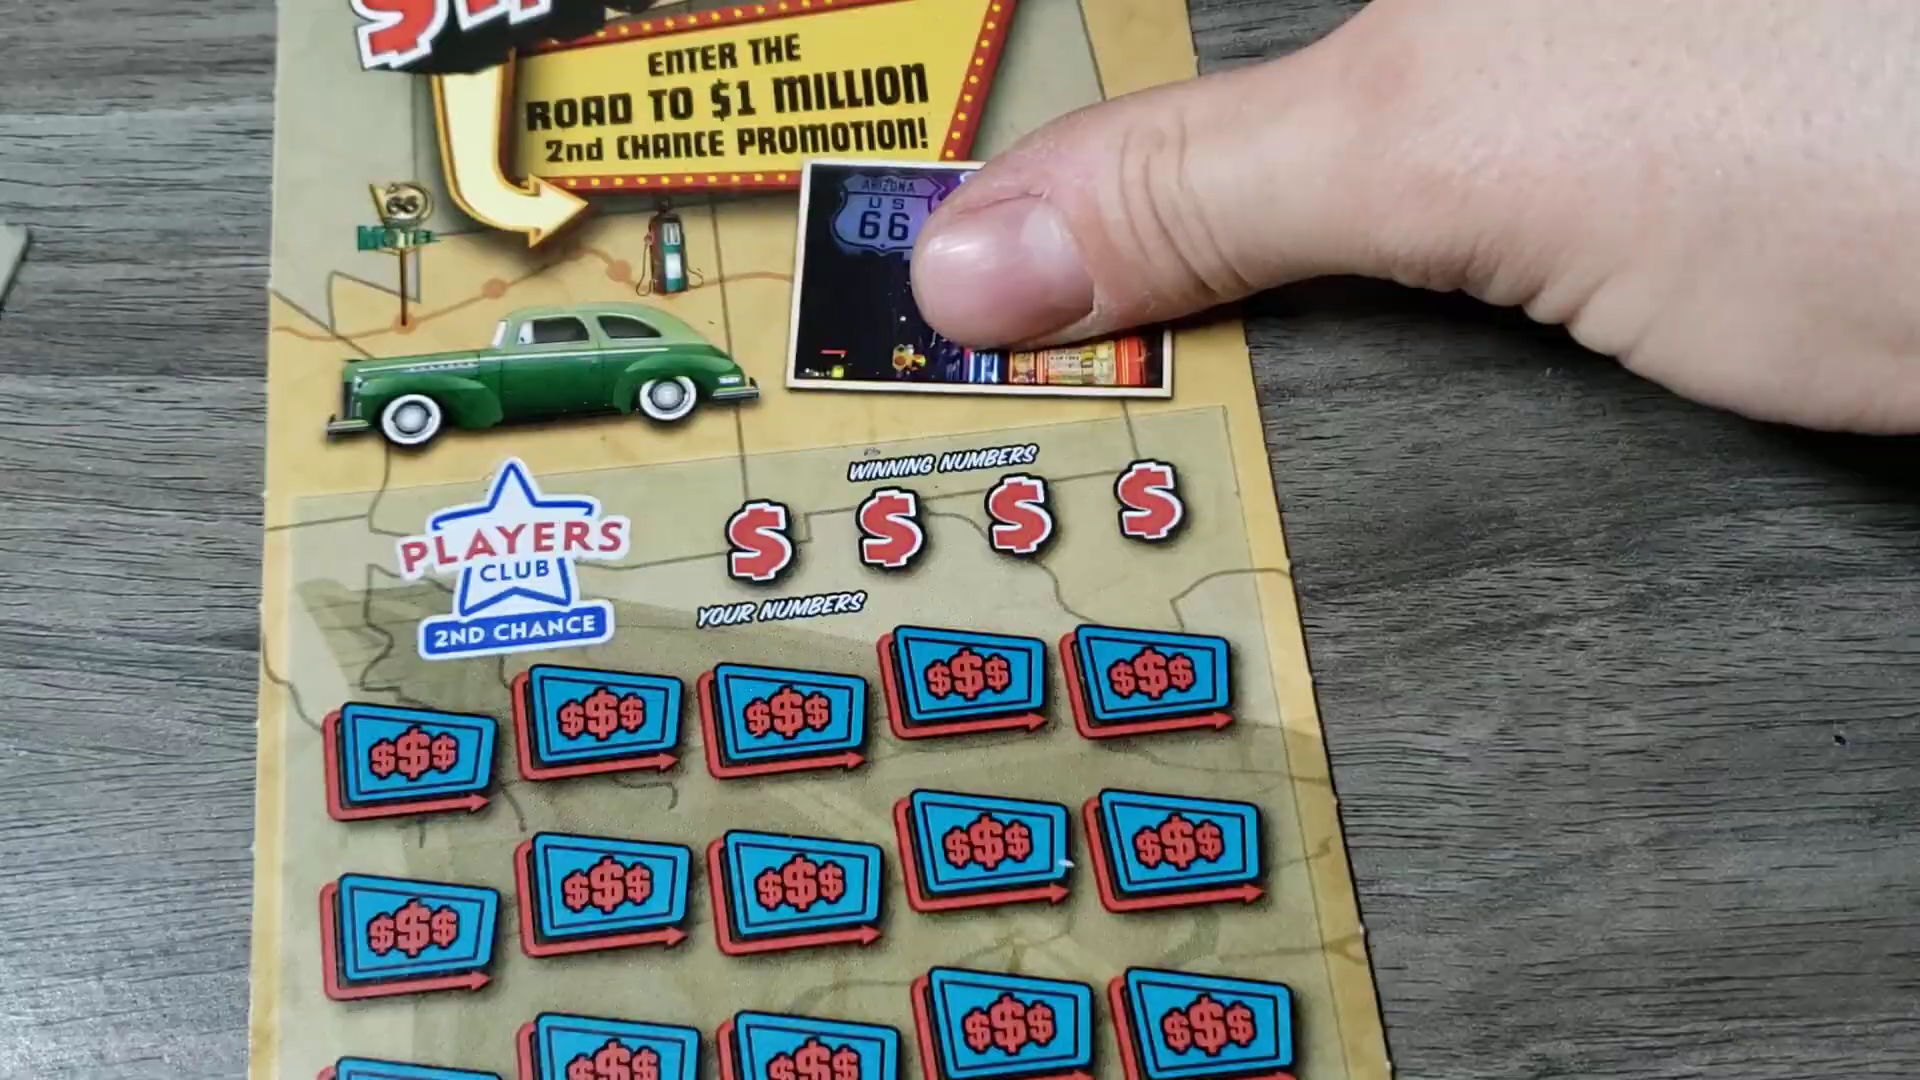 ENTER THE
ROAD TO $1 MILLION
2nd CHANCE PROMOTION!
66
MOTEL
ARIZONA
US
66
WINNING NUMBERS
$ $ $ $
PLAYERS
CLUB
2ND CHANCE
YOUR NUMBERS
$$$ $$$ $$$ $$$ $$$
$$$ $$$ $$$ $$$ $$$
$$$ $$$ $$$ $$$